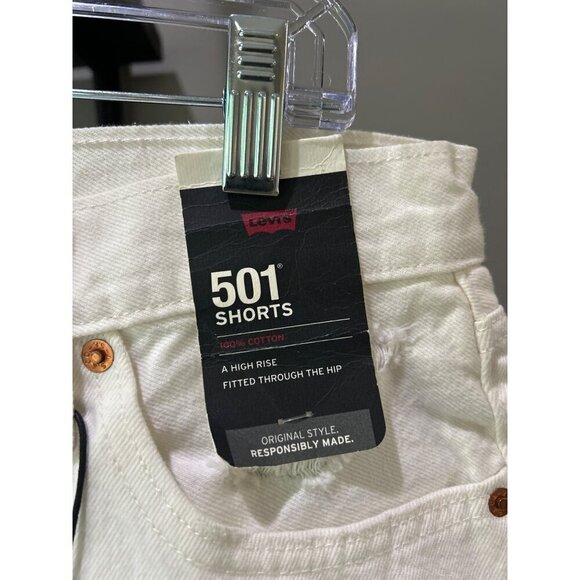 Levi's
501®
SHORTS
100% COTTON
A HIGH RISE
FITTED THROUGH THE HIP
ORIGINAL STYLE.
RESPONSIBLY MADE.